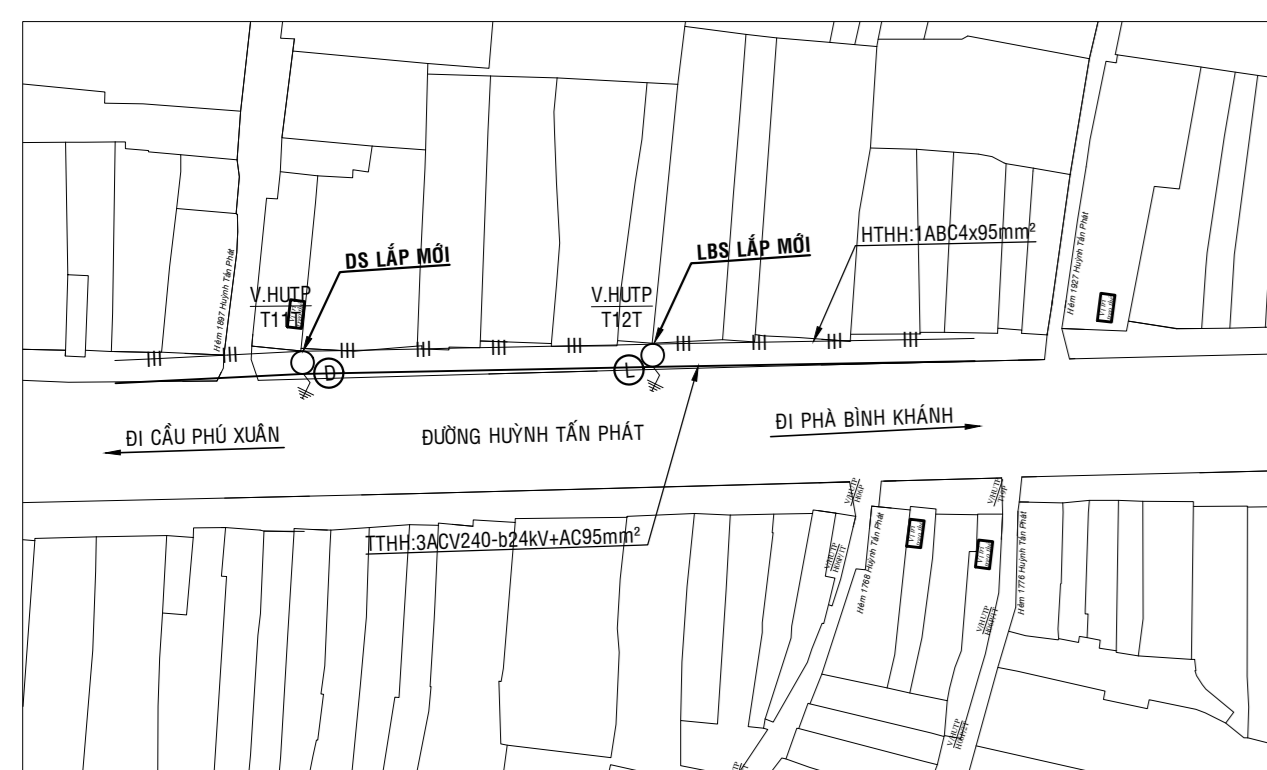 DS LẮP MỚI
LBS LẮP MỚI
HTHH:1ABC4x95mm²
V.HUTP
T11
V.HUTP
T12T
Hẻm 1897 Huỳnh Tấn Phát
Hẻm 1927 Huỳnh Tấn Phát
D
L
ĐI CẦU PHÚ XUÂN
ĐƯỜNG HUỲNH TẤN PHÁT
ĐI PHÀ BÌNH KHÁNH
TTHH:3ACV240-b24kV+AC95mm²
Hẻm 1768 Huỳnh Tấn Phát
Hẻm 1776 Huỳnh Tấn Phát